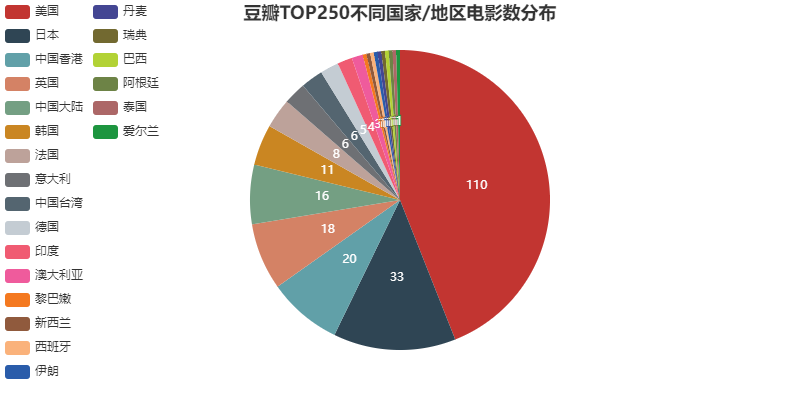 豆瓣TOP250不同国家/地区电影数分布
美国
日本
中国香港
英国
中国大陆
韩国
法国
意大利
中国台湾
德国
印度
澳大利亚
黎巴嫩
新西兰
西班牙
伊朗
丹麦
瑞典
巴西
阿根廷
泰国
爱尔兰
110
33
20
18
16
11
8
6
6
5
4
3
1